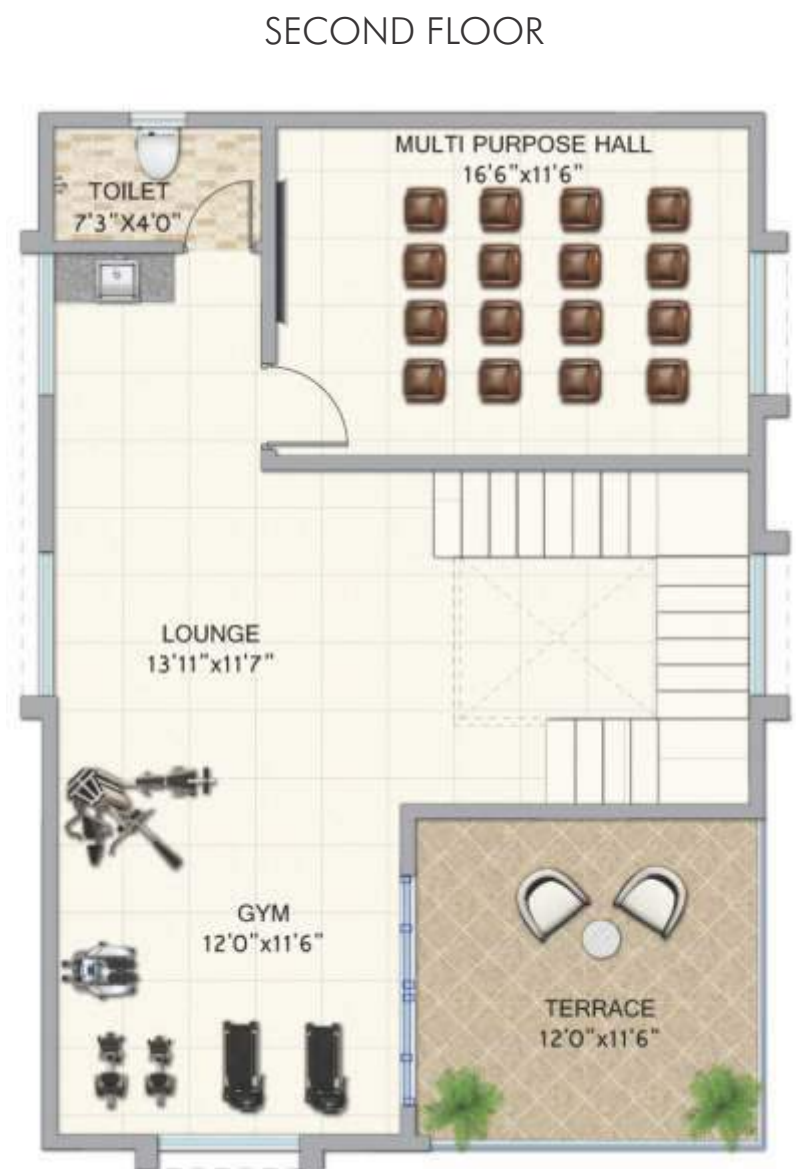 SECOND FLOOR
MULTI PURPOSE HALL
16'6"x11'6"
TOILET
7'3"X4'0"
LOUNGE
13'11"x11'7"
GYM
12'0"x11'6"
TERRACE
12'0"x11'6"